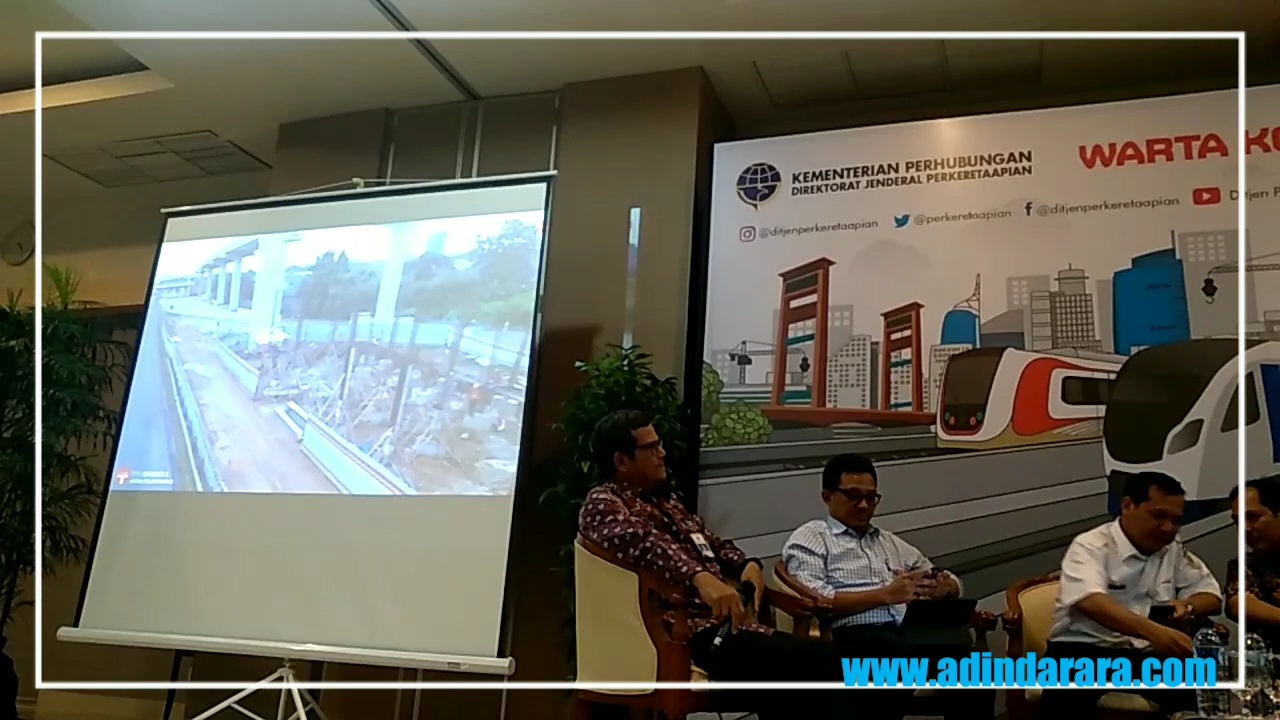 KEMENTERIAN PERHUBUNGAN
DIREKTORAT JENDERAL PERKERETAAPIAN
WARTA
@ditjenperkeretaapian @perkeretaapian @ditjenperkeretaapian Ditjen
www.adindarara.com